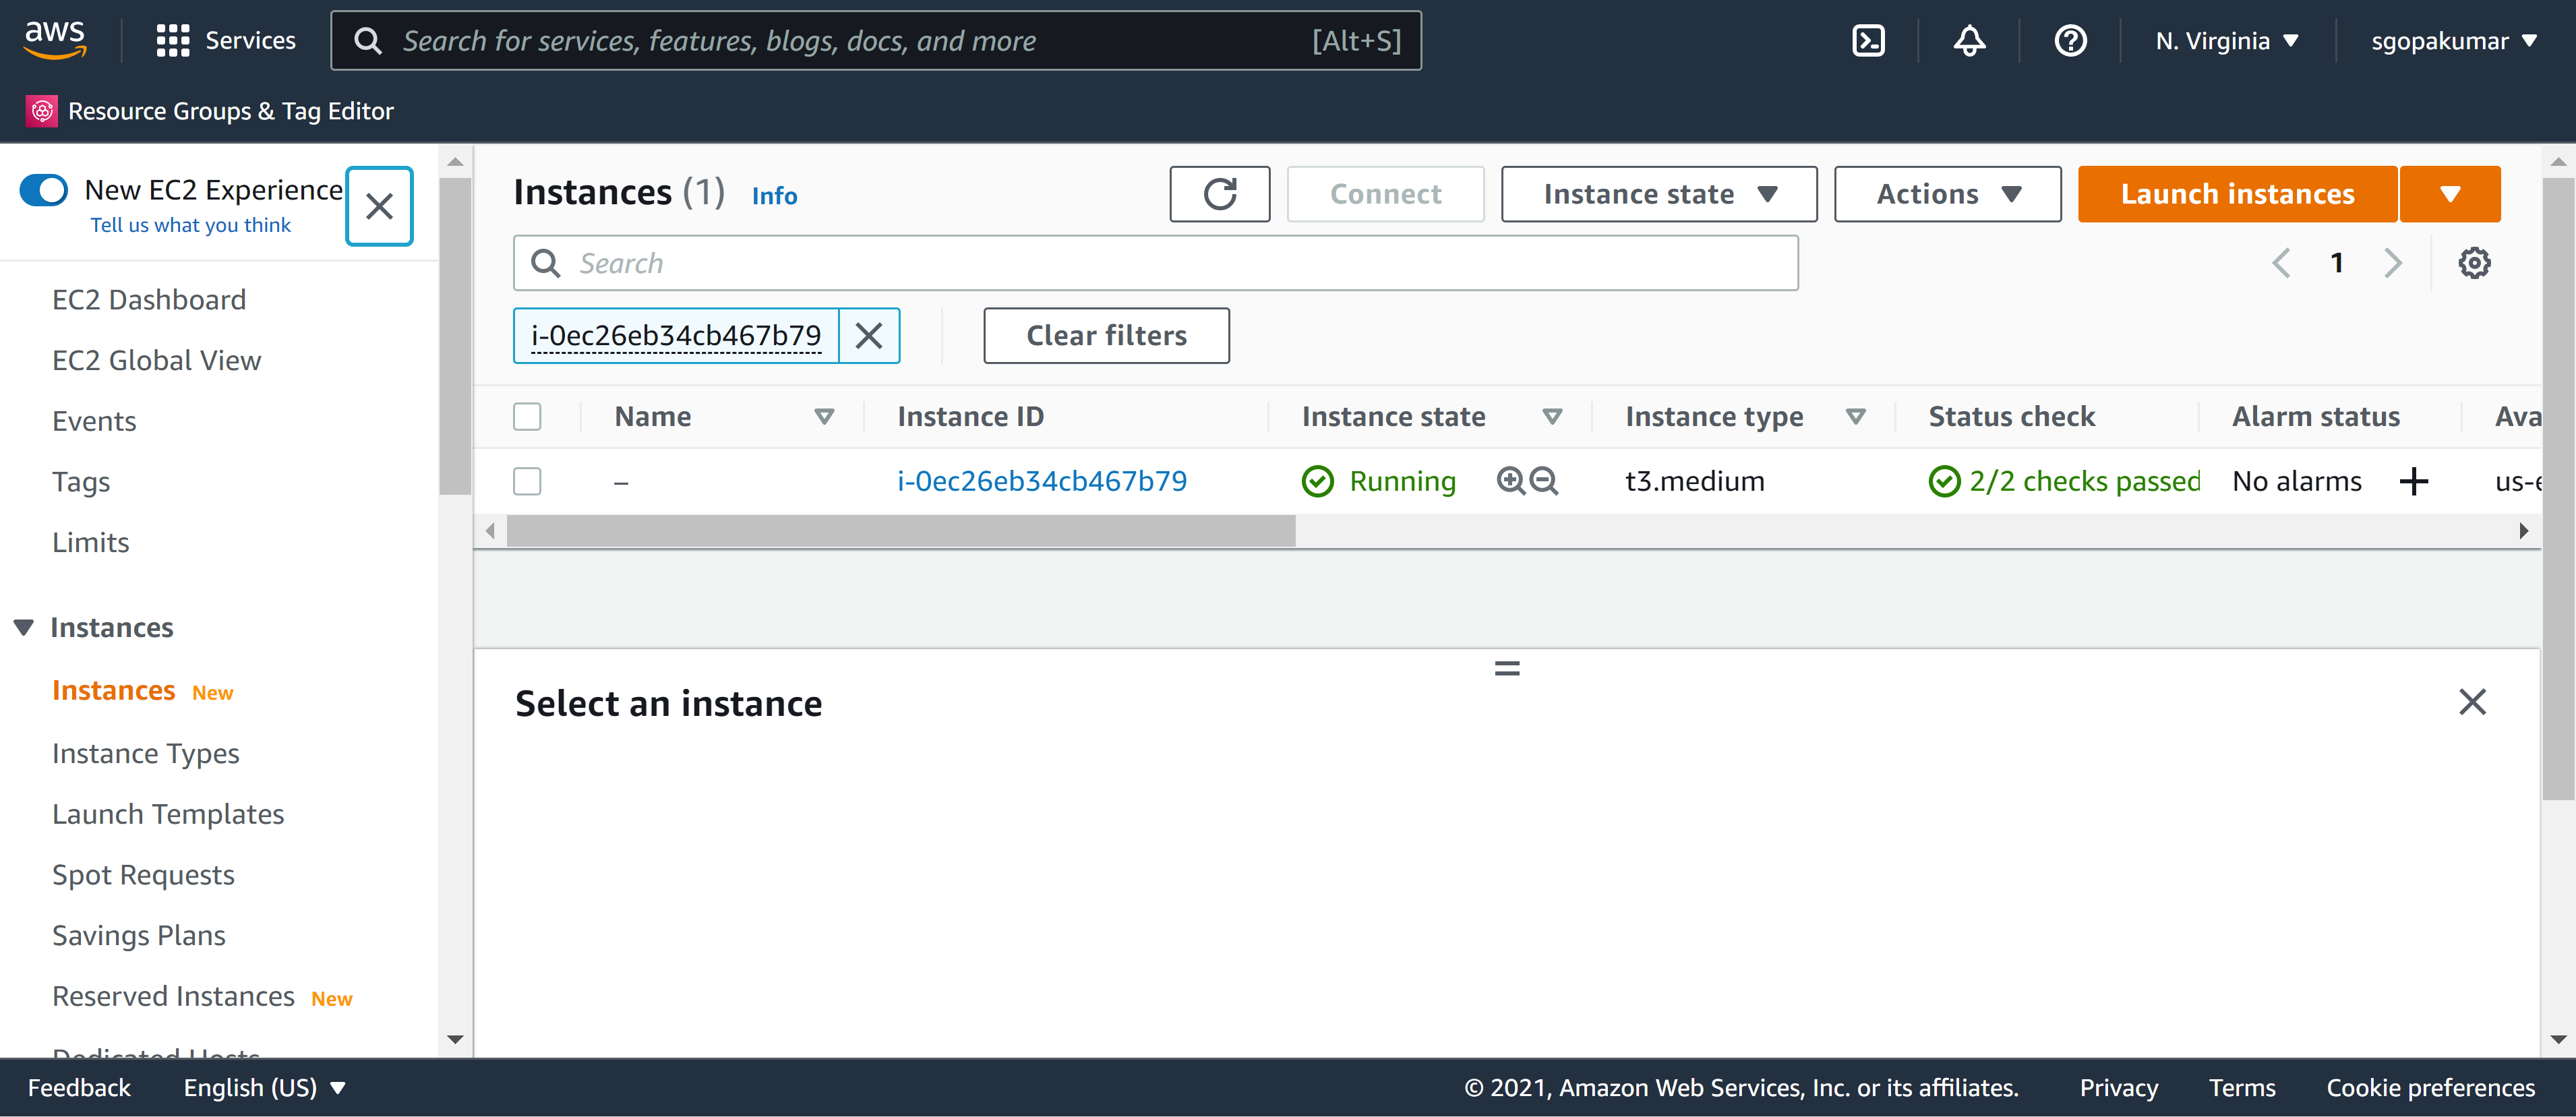 aws
Services
Search for services, features, blogs, docs, and more [Alt+S]
N. Virginia
sgopakumar
Resource Groups & Tag Editor
New EC2 Experience
Tell us what you think
EC2 Dashboard
EC2 Global View
Events
Tags
Limits
Instances
Instances New
Instance Types
Launch Templates
Spot Requests
Savings Plans
Reserved Instances New
Dedicated Hosts
Instances (1) Info
Connect
Instance state
Actions
Launch instances
Search
1
i-0ec26eb34cb467b79
Clear filters
Name Instance ID Instance state Instance type Status check Alarm status Ava
– i-0ec26eb34cb467b79 Running t3.medium 2/2 checks passed No alarms + us-e
Select an instance
Feedback English (US) © 2021, Amazon Web Services, Inc. or its affiliates. Privacy Terms Cookie preferences